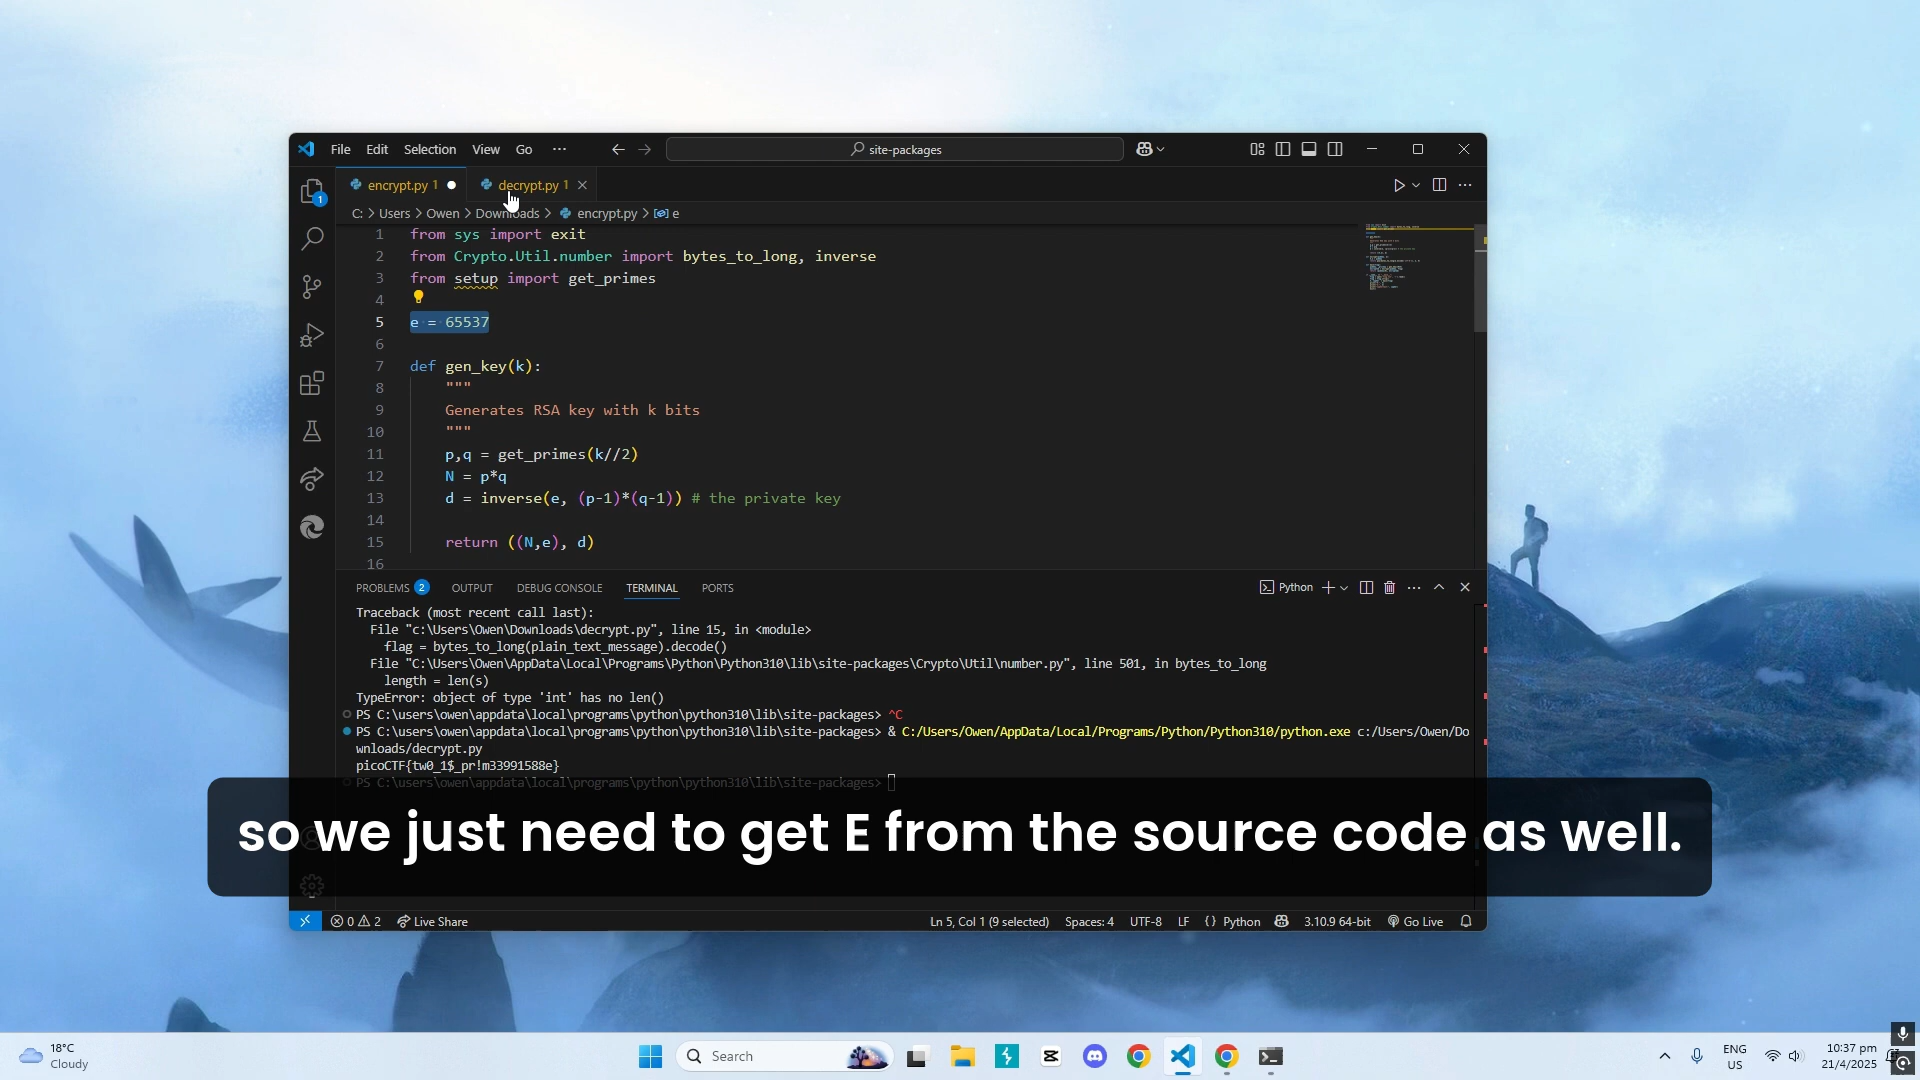 File Edit Selection View Go ··· site-packages
encrypt.py 1 decrypt.py 1
C: > Users > Owen > Downloads > encrypt.py > e
1 from sys import exit
2 from Crypto.Util.number import bytes_to_long, inverse
3 from setup import get_primes
4
5 e = 65537
6
7 def gen_key(k):
8 """
9 Generates RSA key with k bits
10 """
11 p,q = get_primes(k//2)
12 N = p*q
13 d = inverse(e, (p-1)*(q-1)) # the private key
14
15 return ((N,e), d)
16
PROBLEMS 2 OUTPUT DEBUG CONSOLE TERMINAL PORTS Python
Traceback (most recent call last):
File "c:\Users\Owen\Downloads\decrypt.py", line 15, in <module>
flag = bytes_to_long(plain_text_message).decode()
File "C:\Users\Owen\AppData\Local\Programs\Python\Python310\lib\site-packages\Crypto\Util\number.py", line 501, in bytes_to_long
length = len(s)
TypeError: object of type 'int' has no len()
PS C:\users\owen\appdata\local\programs\python\python310\lib\site-packages> ^C
PS C:\users\owen\appdata\local\programs\python\python310\lib\site-packages> & C:/Users/Owen/AppData/Local/Programs/Python/Python310/python.exe c:/Users/Owen/Do
wnloads/decrypt.py
picoCTF{tw0_1$_pr!m33991588e}
PS C:\users\owen\appdata\local\programs\python\python310\lib\site-packages>
so we just need to get E from the source code as well.
0 2 Live Share Ln 5, Col 1 (9 selected) Spaces: 4 UTF-8 LF {} Python 3.10.9 64-bit Go Live
1
18°C
Cloudy
Search
ENG
US
10:37 pm
21/4/2025